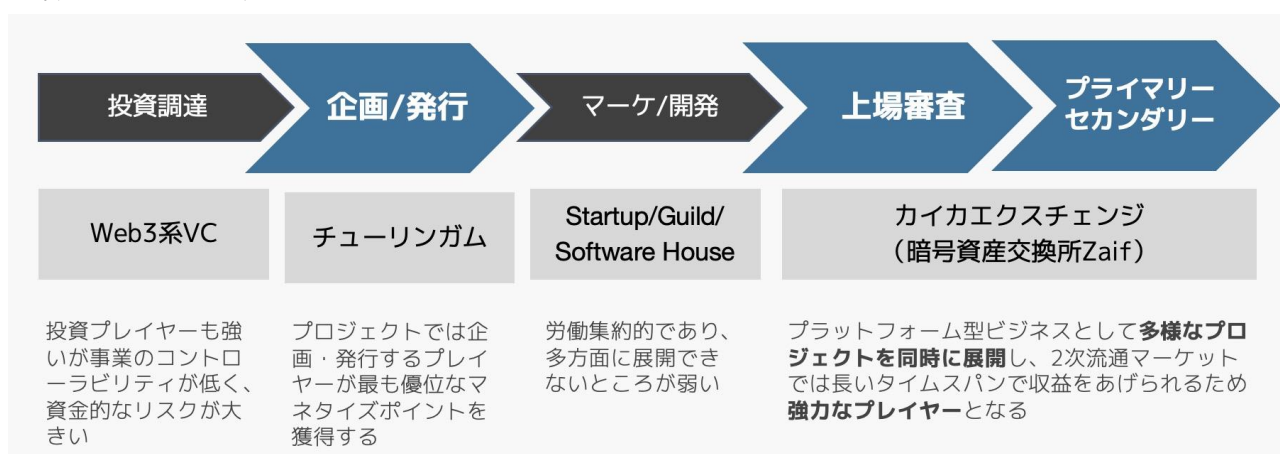 投資調達
企画/発行
マーケ/開発
上場審査
プライマリー
セカンダリー
Web3系VC
チューリンガム
Startup/Guild/
Software House
カイカエクスチェンジ
（暗号資産交換所Zaif）
投資プレイヤーも強
いが事業のコントロ
ーラビリティが低く、
資金的なリスクが大
きい
プロジェクトでは企
画・発行するプレイ
ヤーが最も優位なマ
ネタイズポイントを
獲得する
労働集約的であり、
多方面に展開でき
ないところが弱い
プラットフォーム型ビジネスとして多様なプロ
ジェクトを同時に展開し、2次流通マーケット
では長いタイムスパンで収益をあげられるため
強力なプレイヤーとなる